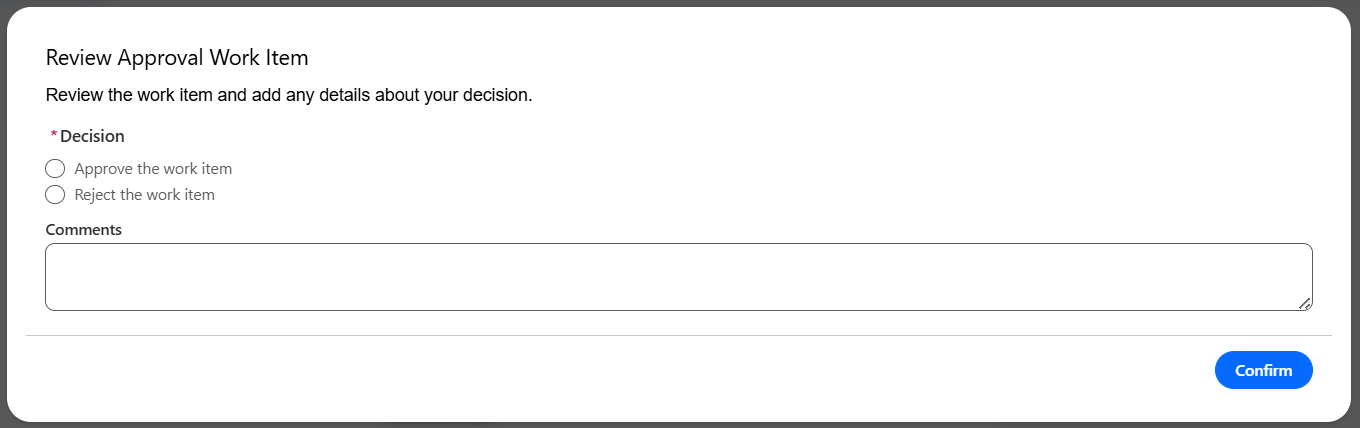 Review Approval Work Item
Review the work item and add any details about your decision.
*Decision
Approve the work item
Reject the work item
Comments
Confirm